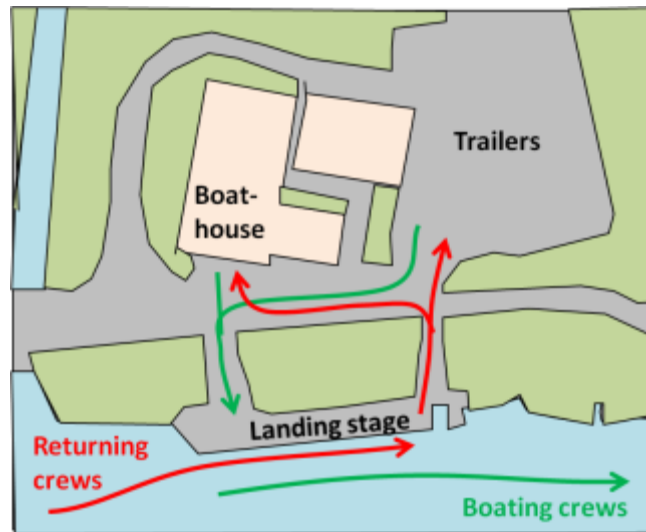 Trailers
Boat-
house
Landing stage
Returning
crews
Boating crews